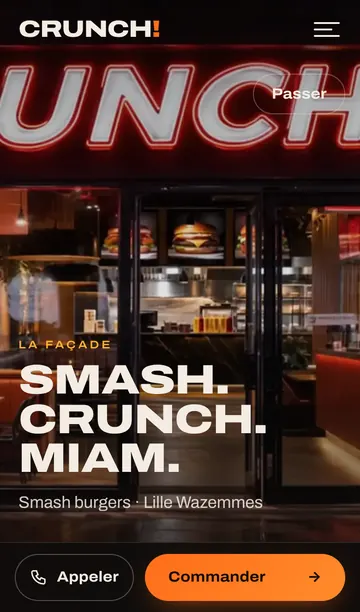 CRUNCH!
UNCH
Passer
LA FAÇADE
SMASH.
CRUNCH.
MIAM.
Smash burgers · Lille Wazemmes
Appeler
Commander